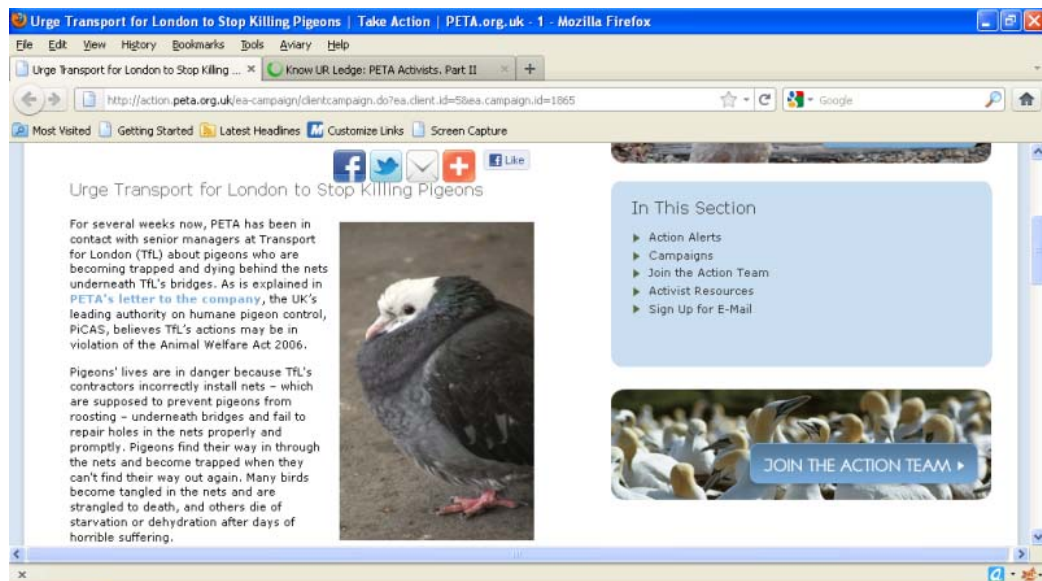 Urge Transport for London to Stop Killing Pigeons | Take Action | PETA.org.uk - 1 - Mozilla Firefox
File Edit View History Bookmarks Tools Aviary Help
Urge Transport for London to Stop Killing ... × Know UR Ledge: PETA Activists. Part II × +
http://action.peta.org.uk/ea-campaign/clientcampaign.do?ea.client.id=5&ea.campaign.id=1865 Google
Most Visited Getting Started Latest Headlines Customize Links Screen Capture
Like
Urge Transport for London to Stop Killing Pigeons
For several weeks now, PETA has been in
contact with senior managers at Transport
for London (TfL) about pigeons who are
becoming trapped and dying behind the nets
underneath TfL's bridges. As is explained in
PETA's letter to the company, the UK's
leading authority on humane pigeon control,
PiCAS, believes TfL's actions may be in
violation of the Animal Welfare Act 2006.
Pigeons' lives are in danger because TfL's
contractors incorrectly install nets – which
are supposed to prevent pigeons from
roosting – underneath bridges and fail to
repair holes in the nets properly and
promptly. Pigeons find their way in through
the nets and become trapped when they
can't find their way out again. Many birds
become tangled in the nets and are
strangled to death, and others die of
starvation or dehydration after days of
horrible suffering.
In This Section
Action Alerts
Campaigns
Join the Action Team
Activist Resources
Sign Up for E-Mail
JOIN THE ACTION TEAM